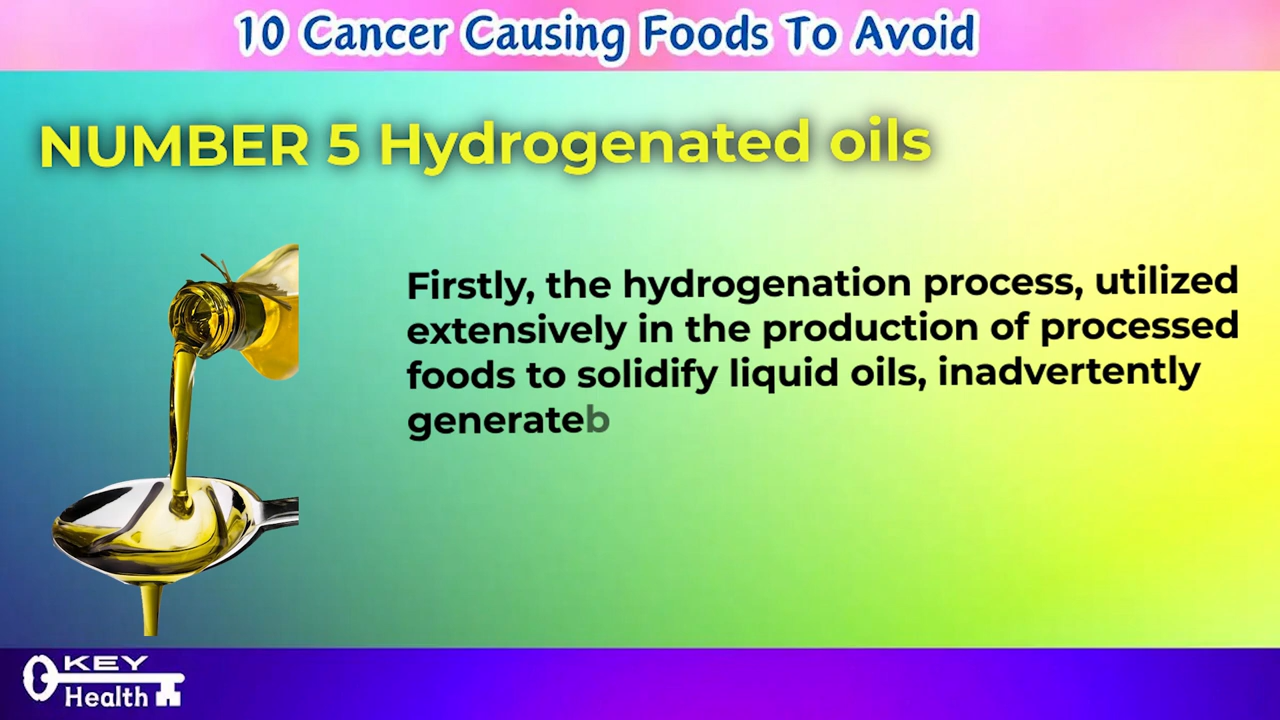 10 Cancer Causing Foods To Avoid
NUMBER 5 Hydrogenated oils
Firstly, the hydrogenation process, utilized
extensively in the production of processed
foods to solidify liquid oils, inadvertently
generateb
KEY
Health